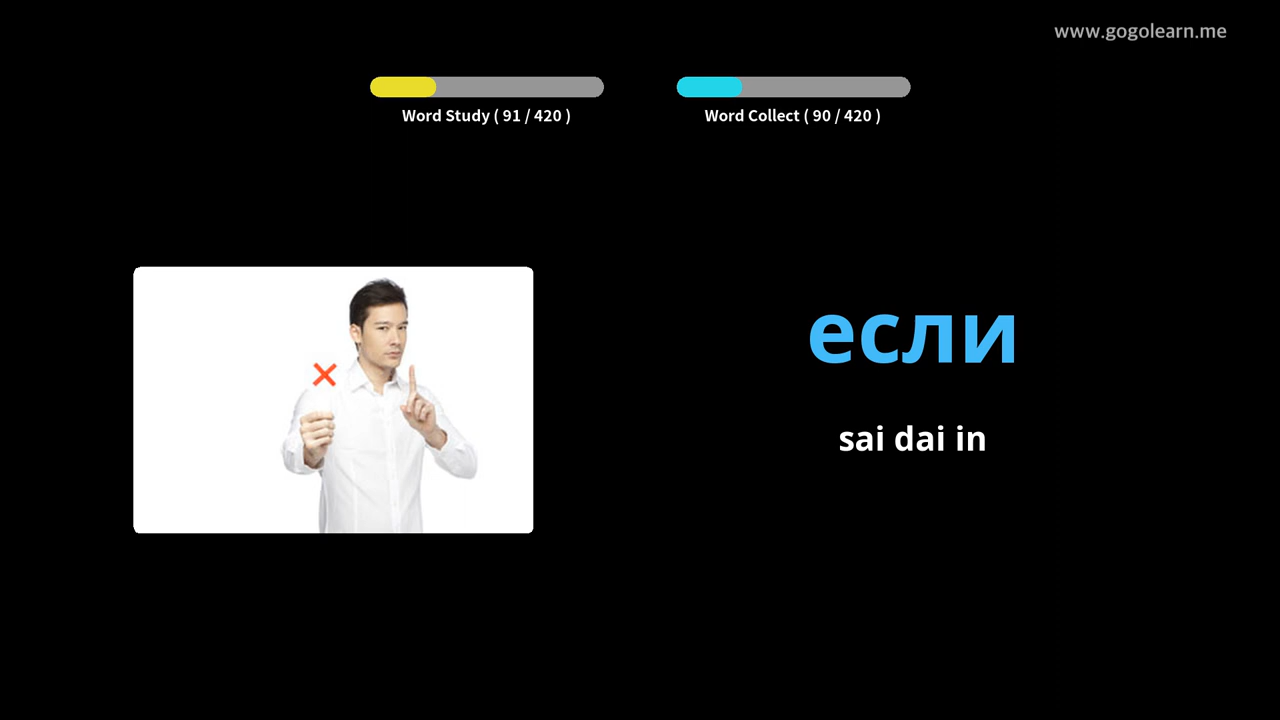 www.gogolearn.me
Word Study ( 91 / 420 )
Word Collect ( 90 / 420 )
если
sai dai in